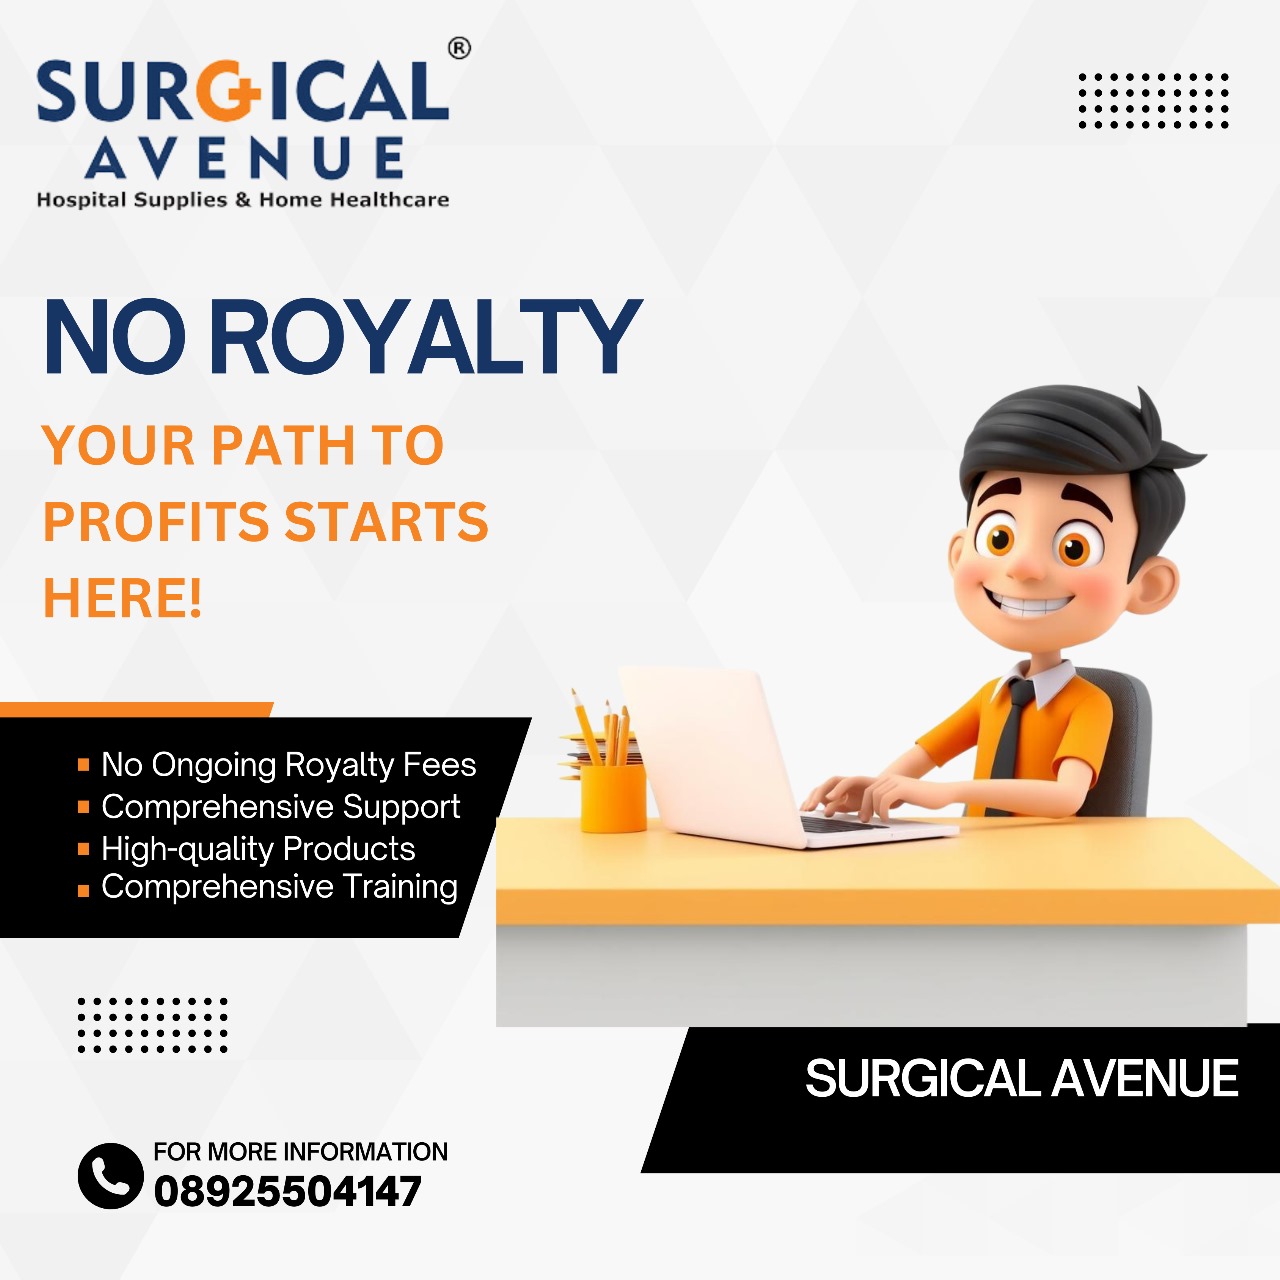 SURGICAL®
AVENUE
Hospital Supplies & Home Healthcare
NO ROYALTY
YOUR PATH TO
PROFITS STARTS
HERE!
No Ongoing Royalty Fees
Comprehensive Support
High-quality Products
Comprehensive Training
SURGICAL AVENUE
FOR MORE INFORMATION
08925504147